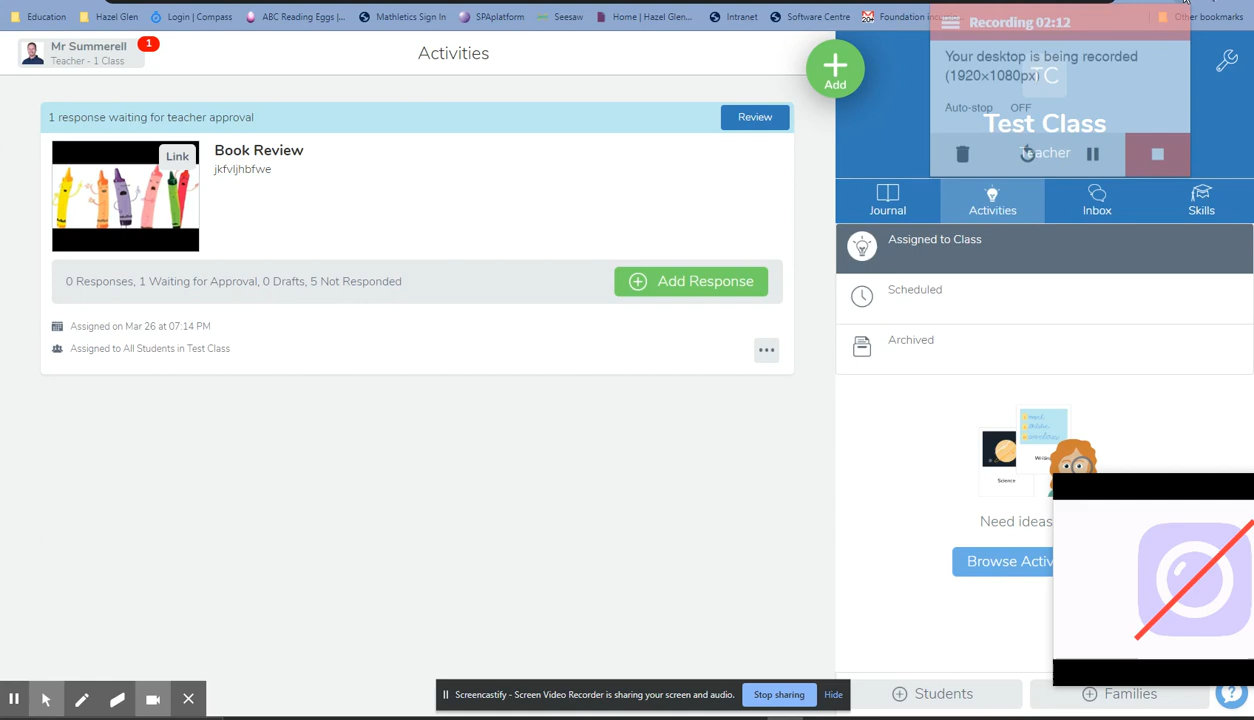 Education
Hazel Glen
Login | Compass
ABC Reading Eggs |...
Mathletics Sign In
SPAplatform
Seesaw
Home | Hazel Glen...
Intranet
Software Centre
Foundation
Other bookmarks
Recording 02:12
Mr Summerell
Teacher - 1 Class
1
Activities
Add
Your desktop is being recorded
(1920×1080px)
TC
Auto-stop OFF
Test Class
Teacher
1 response waiting for teacher approval
Review
Link
Book Review
jkfvljhbfwe
Journal
Activities
Inbox
Skills
Assigned to Class
0 Responses, 1 Waiting for Approval, 0 Drafts, 5 Not Responded
Add Response
Scheduled
Assigned on Mar 26 at 07:14 PM
Assigned to All Students in Test Class
Archived
Science
Need ideas
Browse Activ
Screencastify - Screen Video Recorder is sharing your screen and audio.
Stop sharing
Hide
Students
Families
?